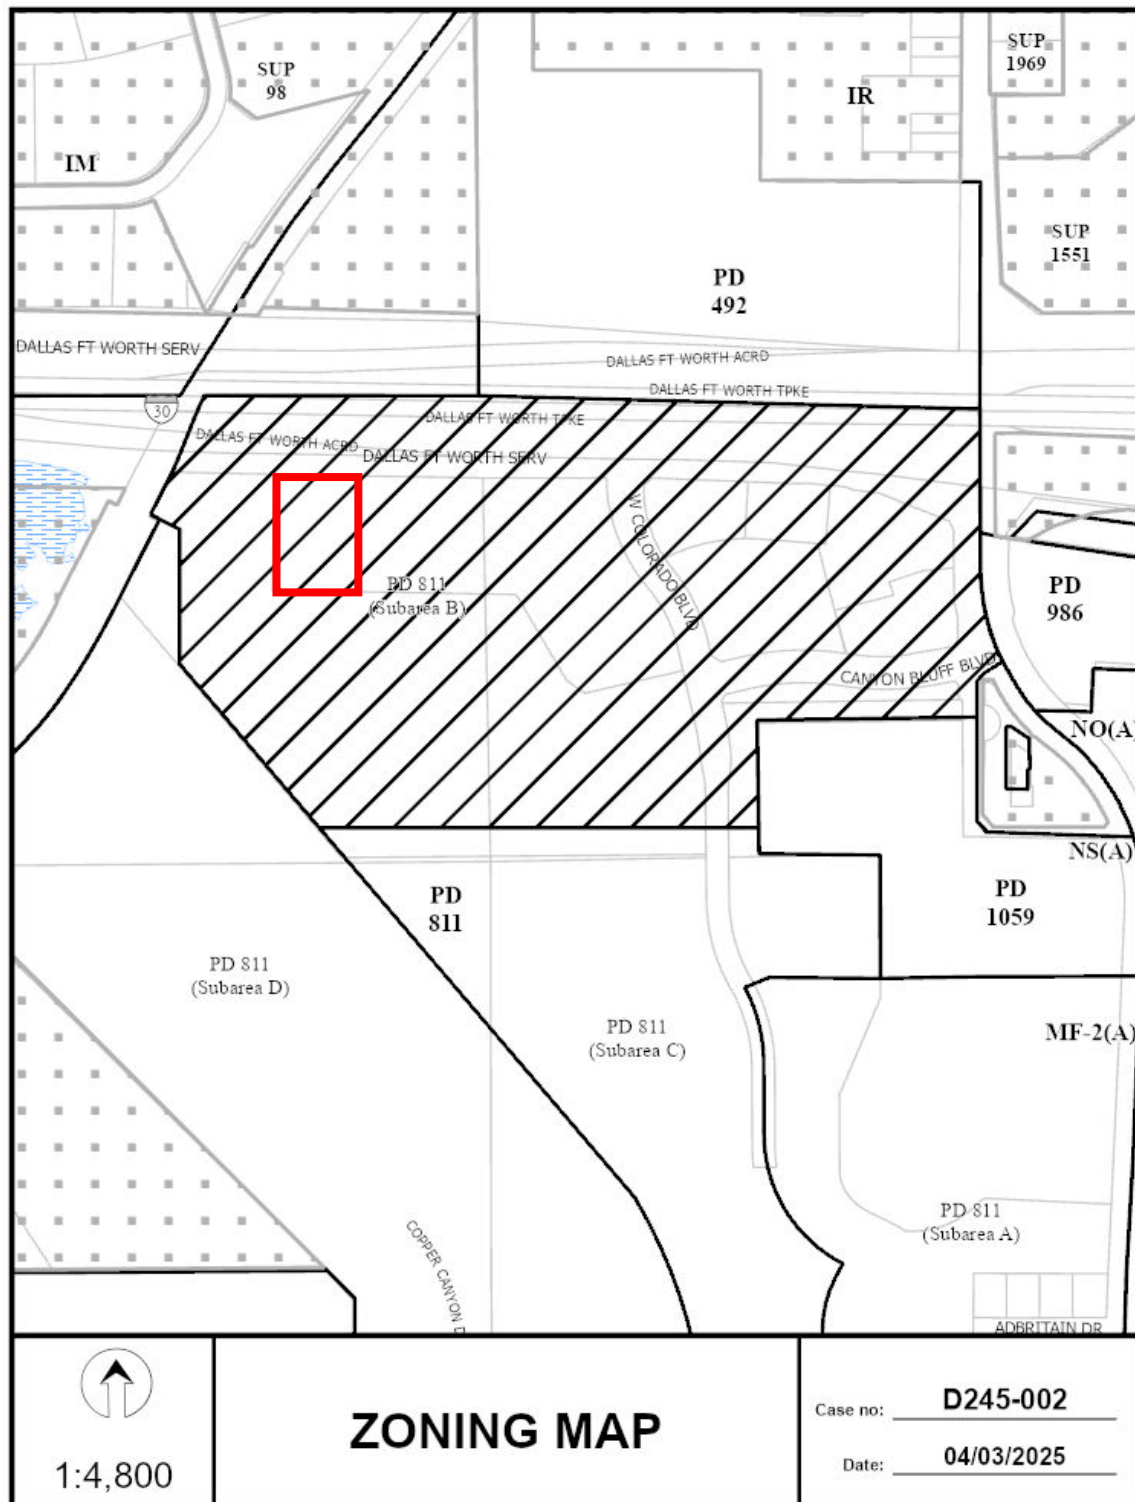 SUP
98
SUP
1969
IR
IM
SUP
1551
PD
492
DALLAS FT WORTH SERV
DALLAS FT WORTH ACRD
DALLAS FT WORTH TPKE
30
DALLAS FT WORTH TPKE
DALLAS FT WORTH ACRD
DALLAS FT WORTH SERV
W COLORADO BLVD
PD 811
(Subarea B)
PD
986
CANYON BLUFF BLVD
NO(A)
NS(A)
PD
811
PD
1059
PD 811
(Subarea D)
PD 811
(Subarea C)
MF-2(A)
PD 811
(Subarea A)
COPPER CANYON D
ADBRITAIN DR
1:4,800
ZONING MAP
Case no: D245-002
Date: 04/03/2025